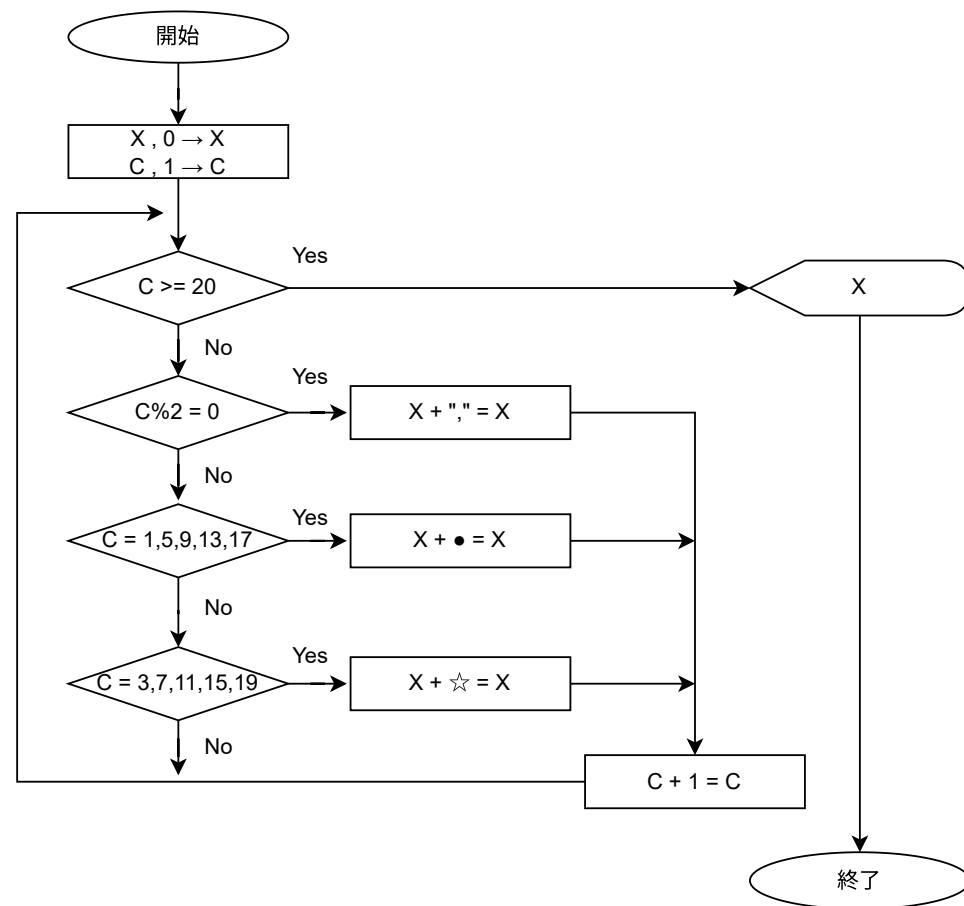 開始
X , 0 → X
C , 1 → C
C >= 20
Yes
X
No
C%2 = 0
Yes
X + "," = X
No
C = 1,5,9,13,17
Yes
X + ● = X
No
C = 3,7,11,15,19
Yes
X + ☆ = X
No
C + 1 = C
終了